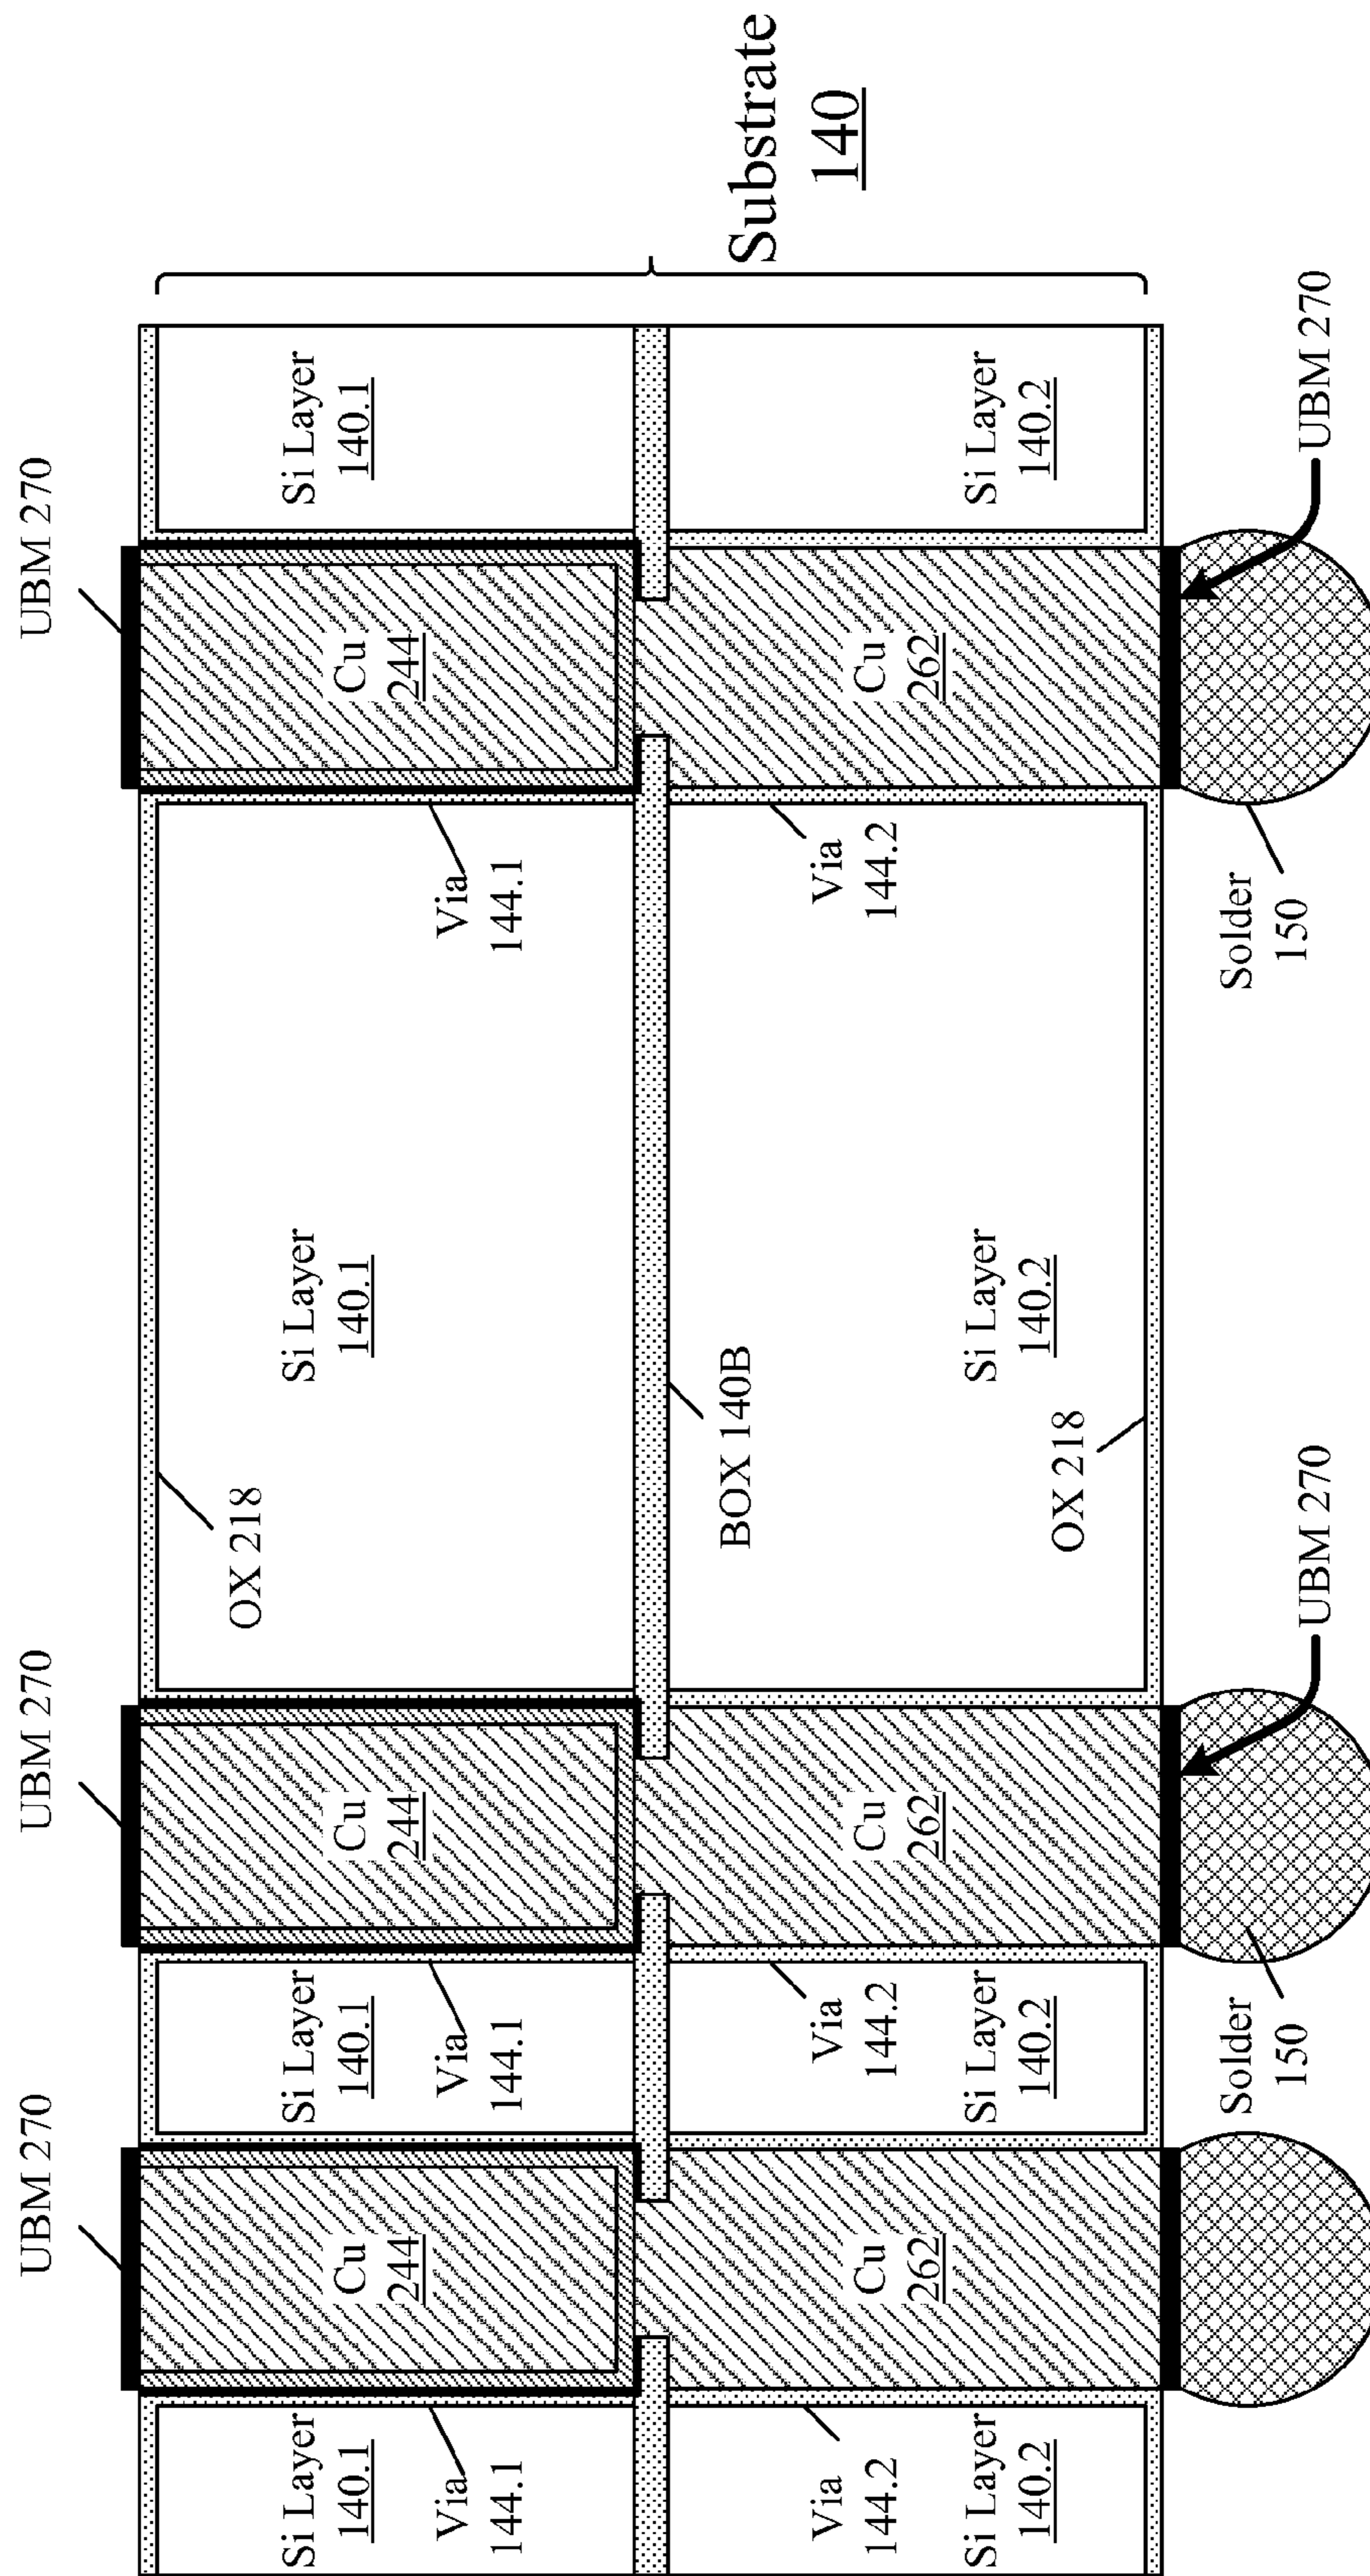 UBM 270
UBM 270
UBM 270
OX 218
Si Layer
140.1
Si Layer
140.1
Si Layer
140.1
Si Layer
140.1
Cu
244
Cu
244
Cu
244
Via
144.1
Via
144.1
Via
144.1
BOX 140B
Substrate
140
Via
144.2
Via
144.2
Via
144.2
Cu
262
Cu
262
Cu
262
Si Layer
140.2
Si Layer
140.2
Si Layer
140.2
Si Layer
140.2
OX 218
Solder
150
Solder
150
UBM 270
UBM 270